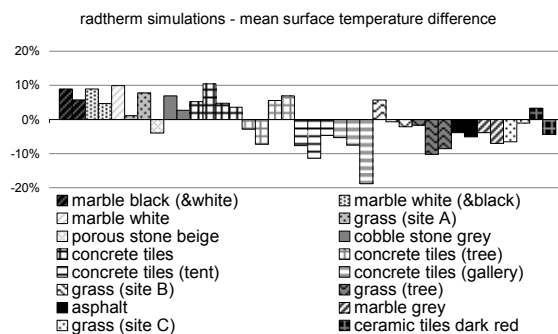 radtherm simulations - mean surface temperature difference
20%
10%
0%
-10%
-20%
marble black (&white) marble white (&black)
marble white grass (site A)
porous stone beige cobble stone grey
concrete tiles concrete tiles (tree)
concrete tiles (tent) concrete tiles (gallery)
grass (site B) grass (tree)
asphalt marble grey
grass (site C) ceramic tiles dark red